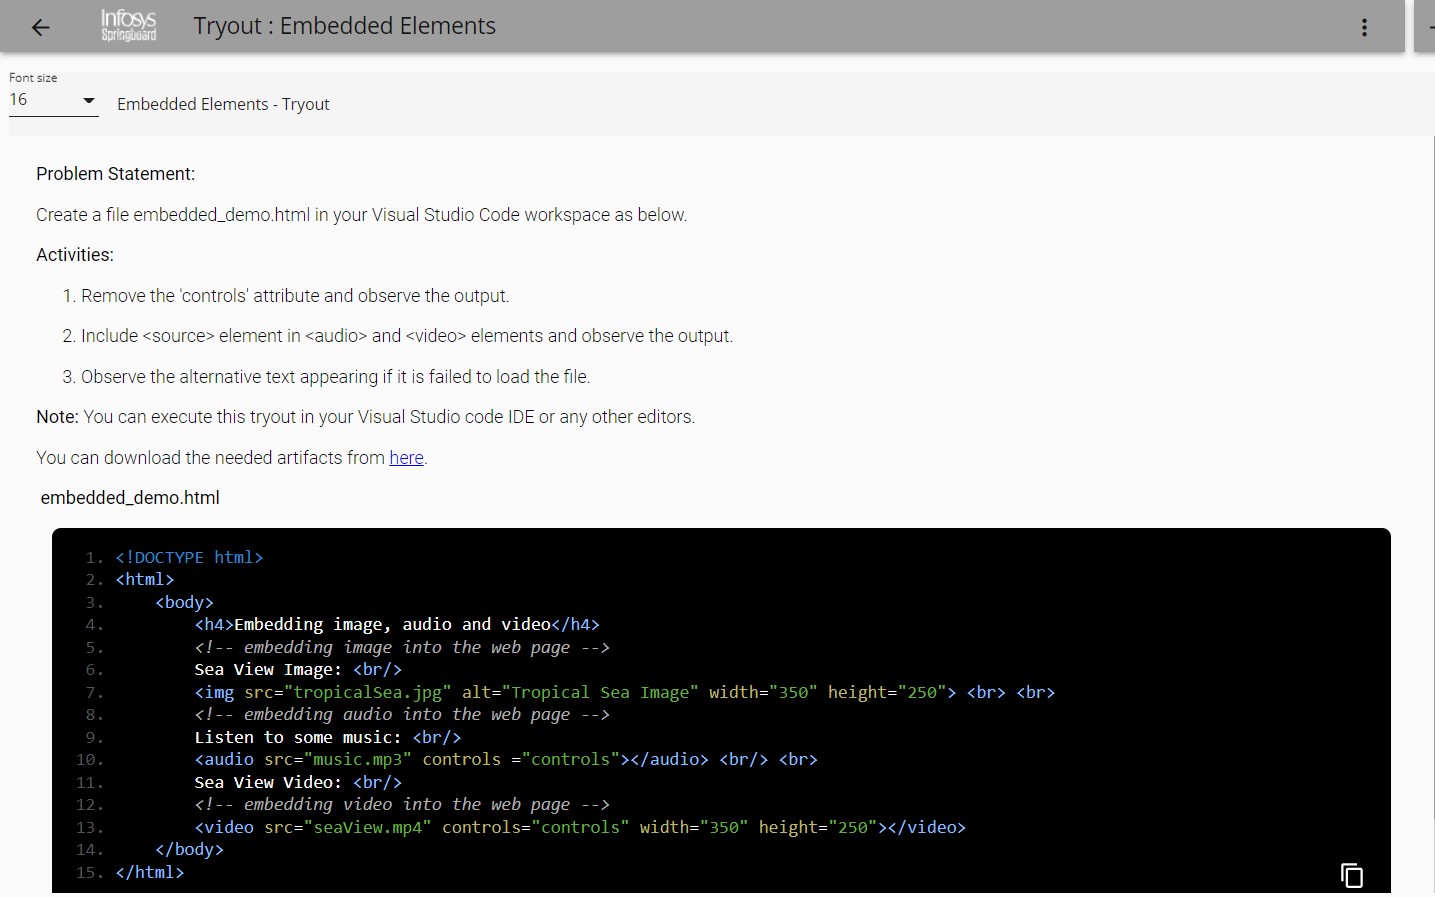 Infosys
Springboard
Tryout : Embedded Elements
Font size
16
Embedded Elements - Tryout
Problem Statement:
Create a file embedded_demo.html in your Visual Studio Code workspace as below.
Activities:
1. Remove the 'controls' attribute and observe the output.
2. Include <source> element in <audio> and <video> elements and observe the output.
3. Observe the alternative text appearing if it is failed to load the file.
Note: You can execute this tryout in your Visual Studio code IDE or any other editors.
You can download the needed artifacts from here.
embedded_demo.html
1. <!DOCTYPE html>
2. <html>
3.     <body>
4.         <h4>Embedding image, audio and video</h4>
5.         <!-- embedding image into the web page -->
6.         Sea View Image: <br/>
7.         <img src="tropicalSea.jpg" alt="Tropical Sea Image" width="350" height="250"> <br> <br>
8.         <!-- embedding audio into the web page -->
9.         Listen to some music: <br/>
10.         <audio src="music.mp3" controls ="controls"></audio> <br/> <br>
11.         Sea View Video: <br/>
12.         <!-- embedding video into the web page -->
13.         <video src="seaView.mp4" controls="controls" width="350" height="250"></video>
14.     </body>
15. </html>